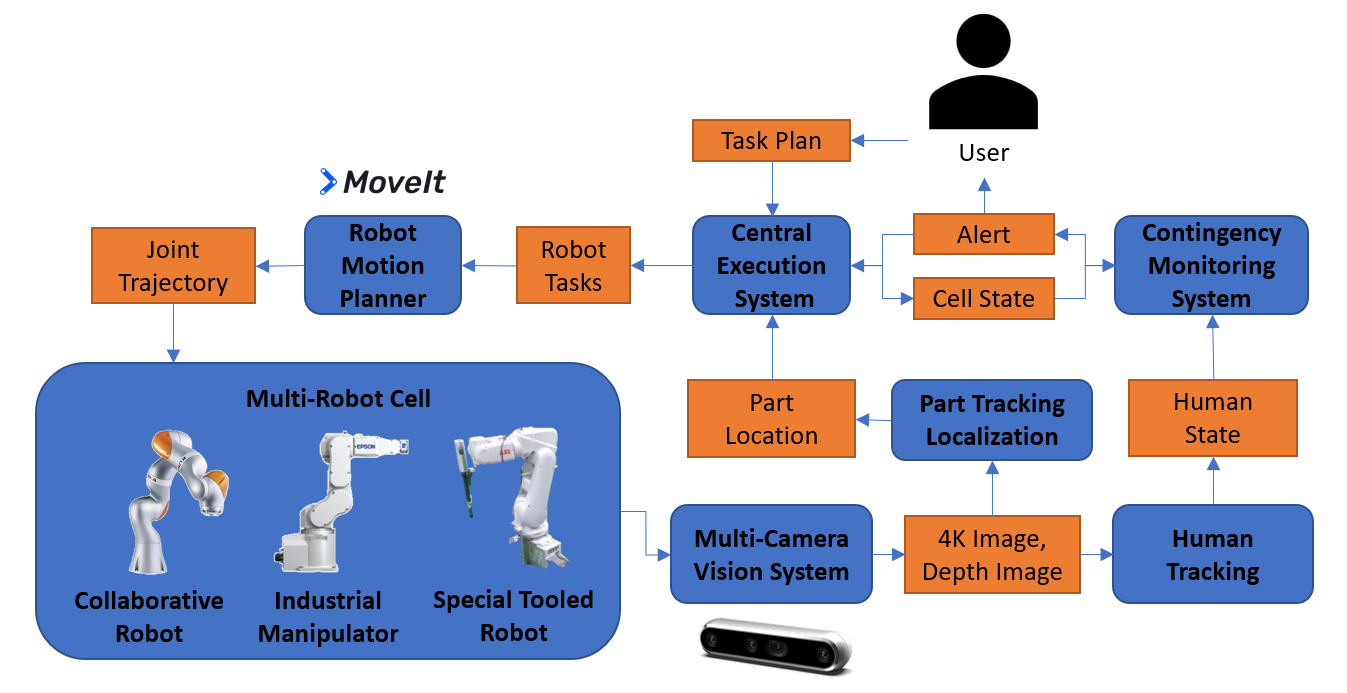 User
Task Plan
MoveIt
Joint
Trajectory
Robot
Motion
Planner
Robot
Tasks
Central
Execution
System
Alert
Cell State
Contingency
Monitoring
System
Multi-Robot Cell
EPSON
ABB
Collaborative
Robot
Industrial
Manipulator
Special Tooled
Robot
Part
Location
Part Tracking
Localization
Human
State
Multi-Camera
Vision System
4K Image,
Depth Image
Human
Tracking